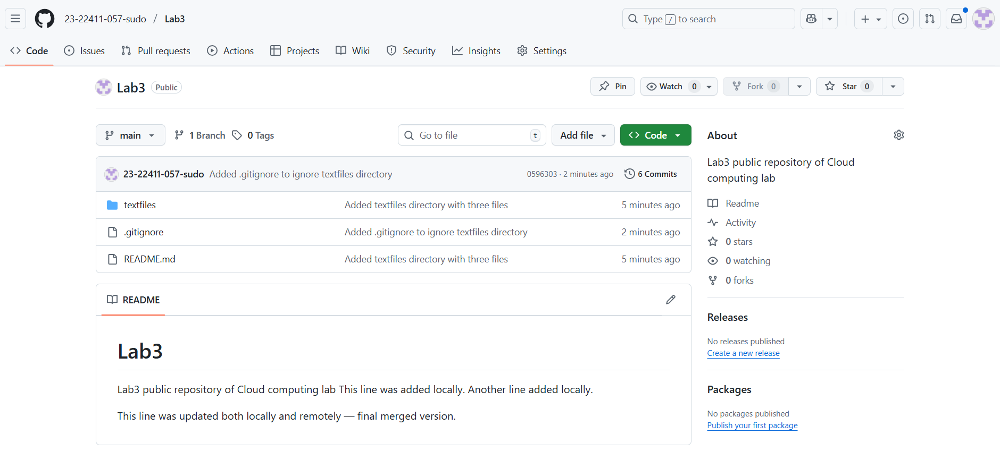 23-22411-057-sudo / Lab3
Type / to search
Code Issues Pull requests Actions Projects Wiki Security Insights Settings
Lab3 Public
Pin Watch 0 Fork 0 Star 0
main 1 Branch 0 Tags Go to file t Add file Code
23-22411-057-sudo Added .gitignore to ignore textfiles directory 0596303 · 2 minutes ago 6 Commits
textfiles Added textfiles directory with three files 5 minutes ago
.gitignore Added .gitignore to ignore textfiles directory 2 minutes ago
README.md Added textfiles directory with three files 5 minutes ago
README
Lab3
Lab3 public repository of Cloud computing lab This line was added locally. Another line added locally.
This line was updated both locally and remotely — final merged version.
About
Lab3 public repository of Cloud
computing lab
Readme
Activity
0 stars
0 watching
0 forks
Releases
No releases published
Create a new release
Packages
No packages published
Publish your first package